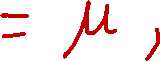 = μ,